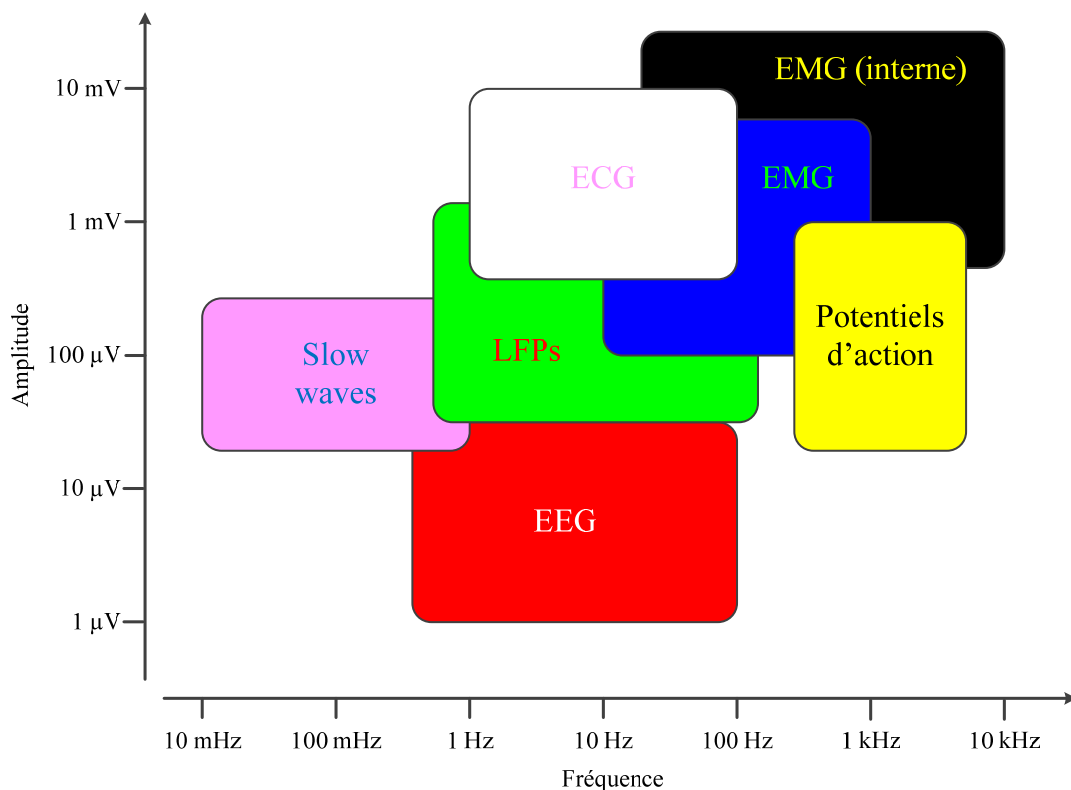 EMG (interne)
10 mV
ECG
EMG
1 mV
Potentiels
d’action
Slow
waves
LFPs
100 µV
Amplitude
10 µV
EEG
1 µV
10 mHz
100 mHz
1 Hz
10 Hz
100 Hz
1 kHz
10 kHz
Fréquence